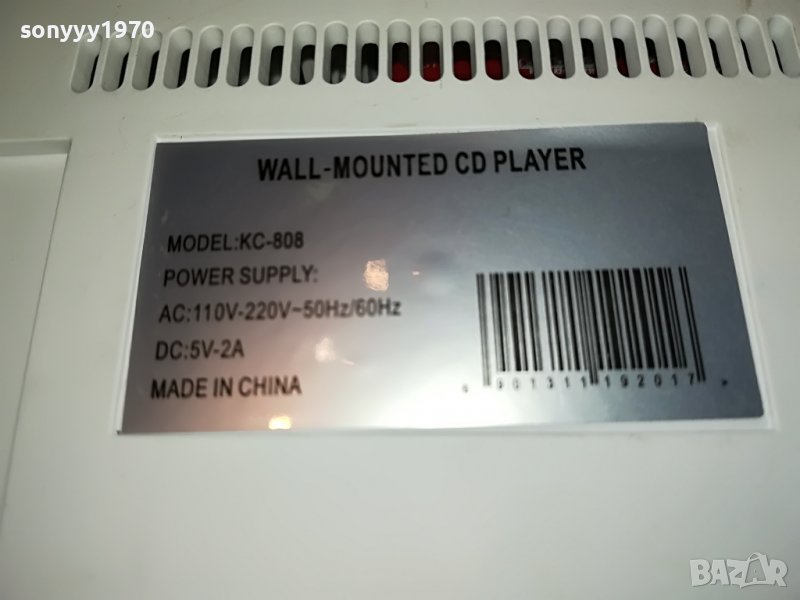 sonyyy1970
WALL-MOUNTED CD PLAYER
MODEL:KC-808
POWER SUPPLY:
AC:110V-220V~50Hz/60Hz
DC:5V-2A
MADE IN CHINA
BAZAR